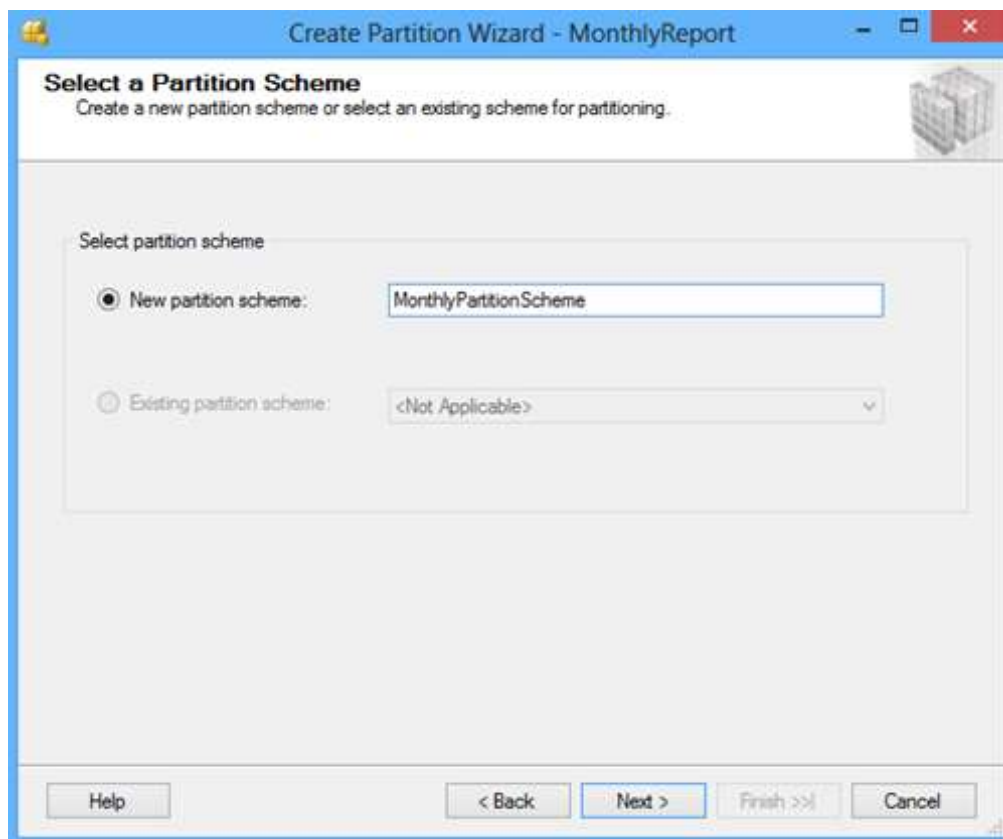 Create Partition Wizard - MonthlyReport
Select a Partition Scheme
Create a new partition scheme or select an existing scheme for partitioning.
Select partition scheme
New partition scheme: MonthlyPartitionScheme
Existing partition scheme: <Not Applicable>
Help < Back Next > Finish >>| Cancel